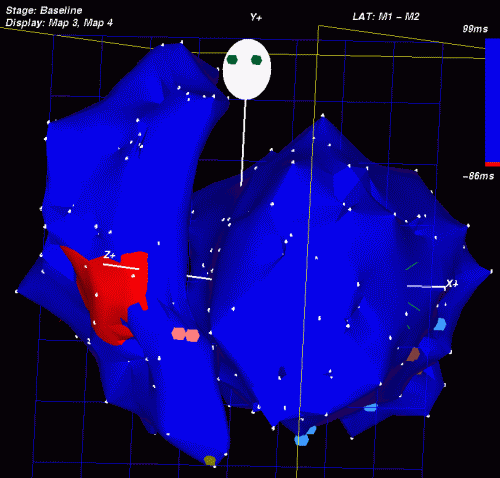 Stage: Baseline
Display: Map 3, Map 4
Y+
LAT: M1 – M2
99ms
–86ms
Z+
X+